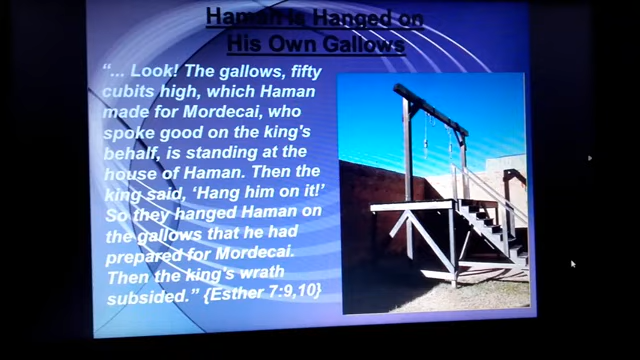 Haman is Hanged on
His Own Gallows
“... Look! The gallows, fifty
cubits high, which Haman
made for Mordecai, who
spoke good on the king's
behalf, is standing at the
house of Haman. Then the
king said, ‘Hang him on it!’
So they hanged Haman on
the gallows that he had
prepared for Mordecai.
Then the king's wrath
subsided.” {Esther 7:9,10}